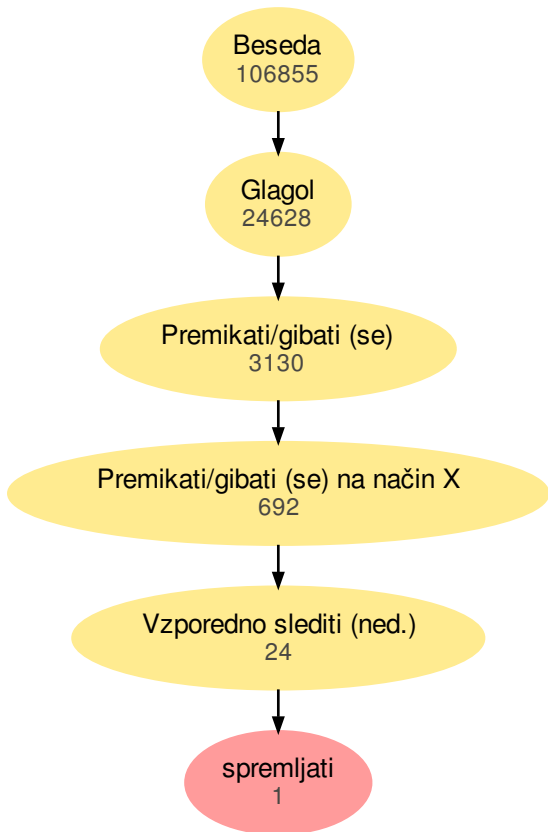 Beseda
106855
Glagol
24628
Premikati/gibati (se)
3130
Premikati/gibati (se) na način X
692
Vzporedno slediti (ned.)
24
spremljati
1